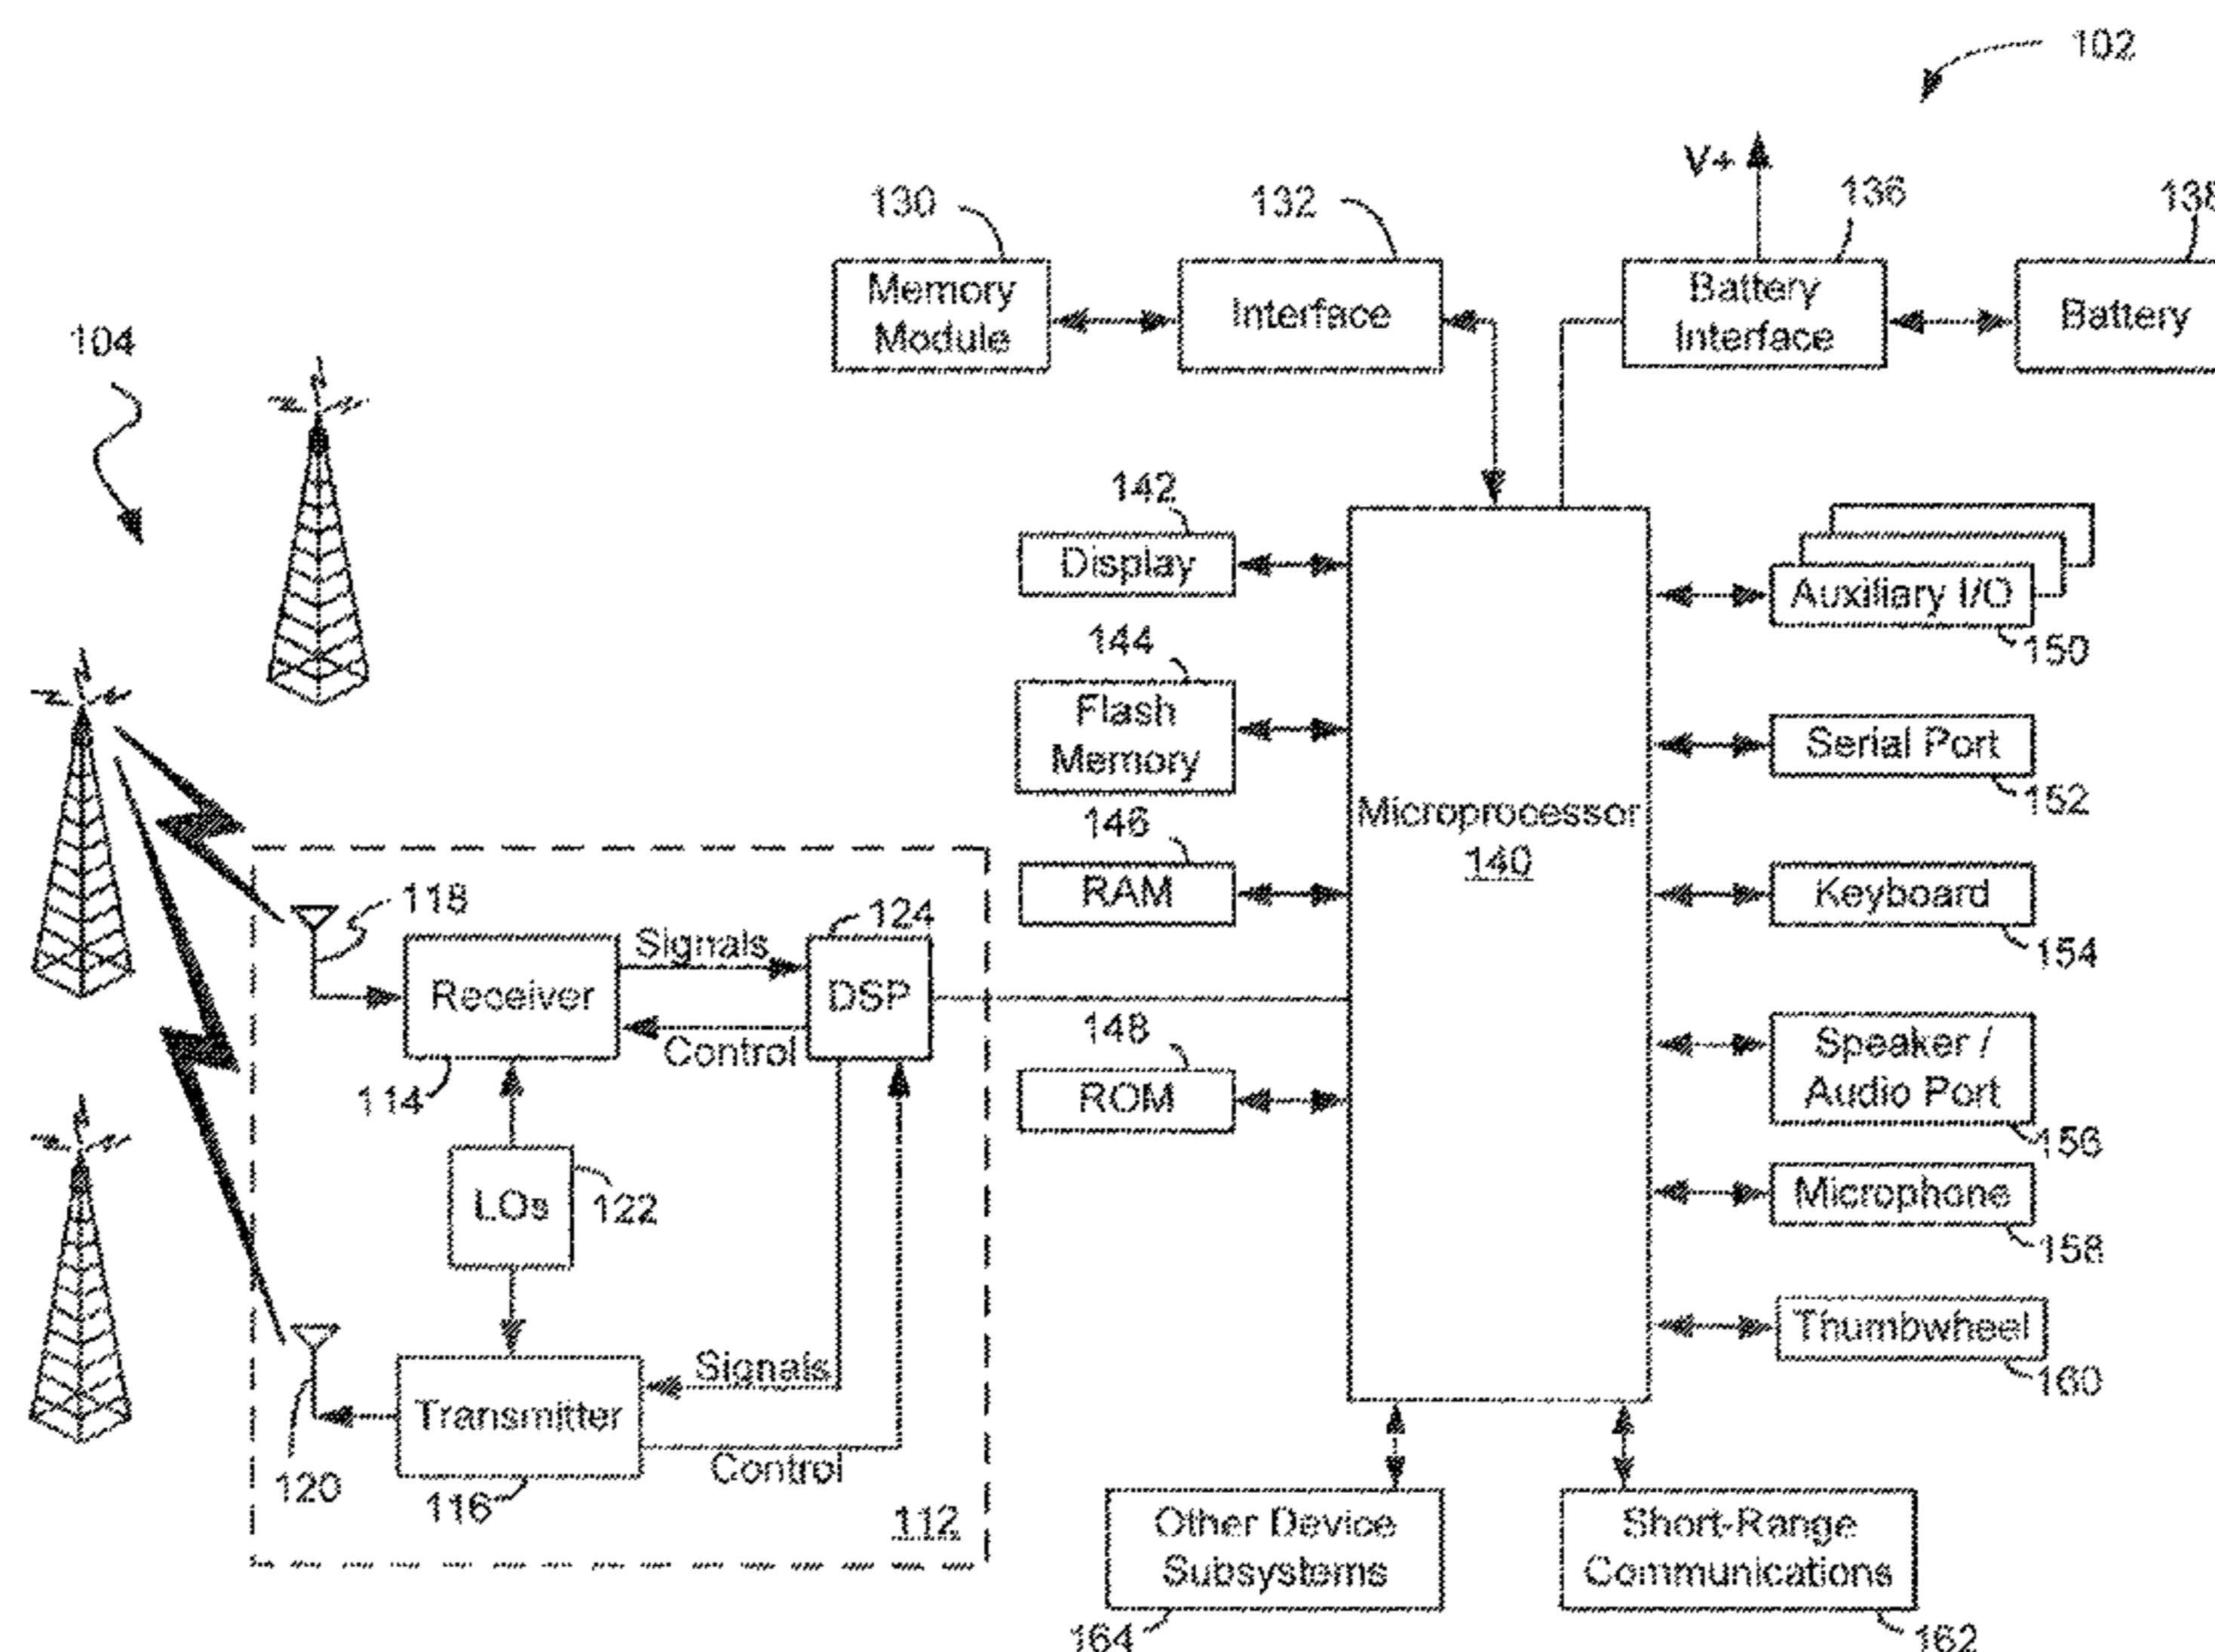 102
V+
130
132
136
138
Memory
Module
Interface
Battery
Interface
Battery
104
142
Display
Auxiliary I/O
150
144
Flash
Memory
Serial Port
152
Microprocessor
140
146
RAM
Keyboard
154
118
124
Signals
Receiver
DSP
Control
114
148
ROM
Speaker /
Audio Port
156
LOs
122
Microphone
158
Thumbwheel
160
Signals
Transmitter
Control
120
116
112
Other Device
Subsystems
164
Short-Range
Communications
162